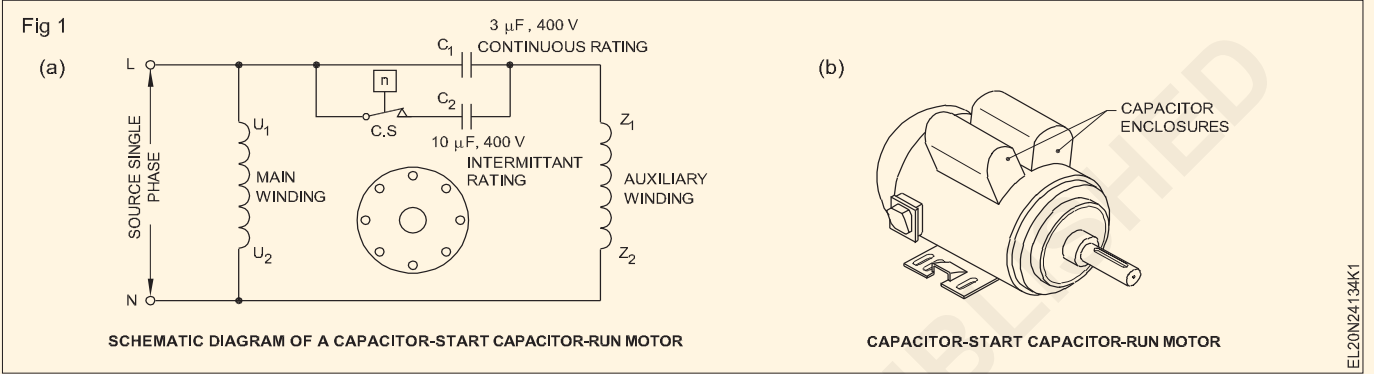 Fig 1
(a)
L
SOURCE SINGLE
PHASE
N
U1
MAIN
WINDING
U2
n
C.S
C1
3 µF, 400 V
CONTINUOUS RATING
C2
10 µF, 400 V
INTERMITTANT
RATING
Z1
AUXILIARY
WINDING
Z2
SCHEMATIC DIAGRAM OF A CAPACITOR-START CAPACITOR-RUN MOTOR
(b)
CAPACITOR
ENCLOSURES
CAPACITOR-START CAPACITOR-RUN MOTOR
EL20N24134K1
BLISHED